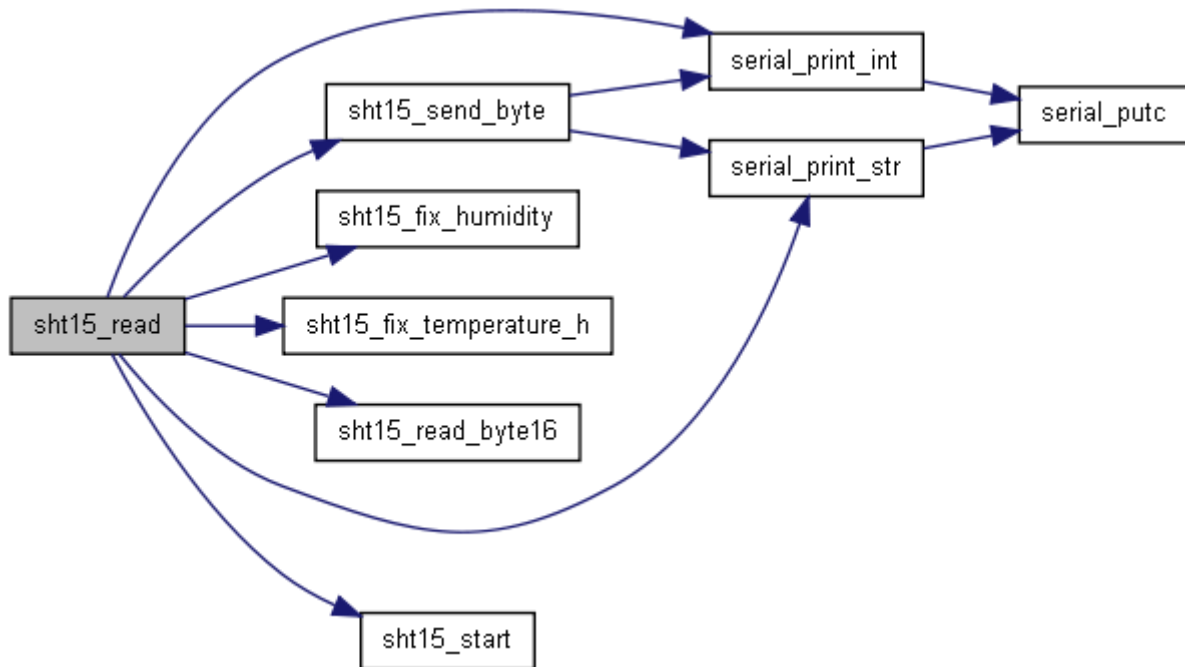 serial_print_int
sht15_send_byte
serial_putc
serial_print_str
sht15_fix_humidity
sht15_read
sht15_fix_temperature_h
sht15_read_byte16
sht15_start